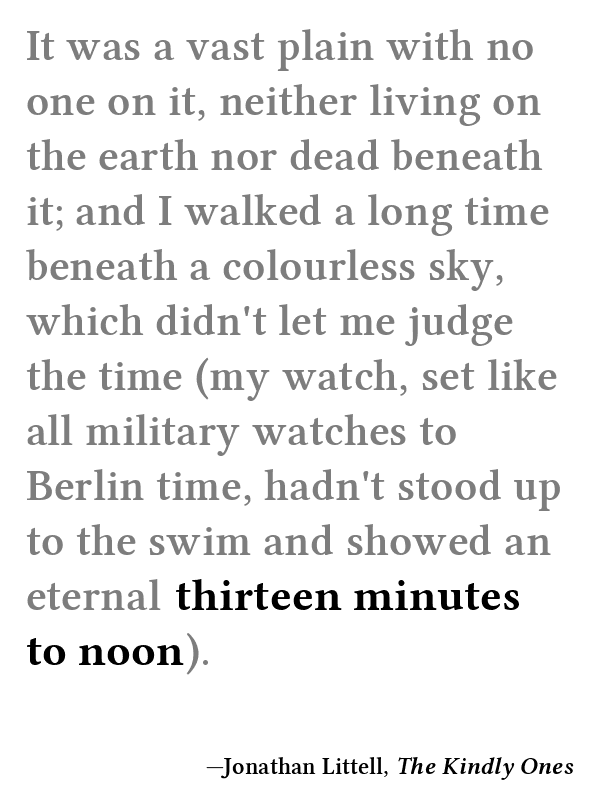 It was a vast plain with no
one on it, neither living on
the earth nor dead beneath
it; and I walked a long time
beneath a colourless sky,
which didn't let me judge
the time (my watch, set like
all military watches to
Berlin time, hadn't stood up
to the swim and showed an
eternal thirteen minutes
to noon).
—Jonathan Littell, The Kindly Ones